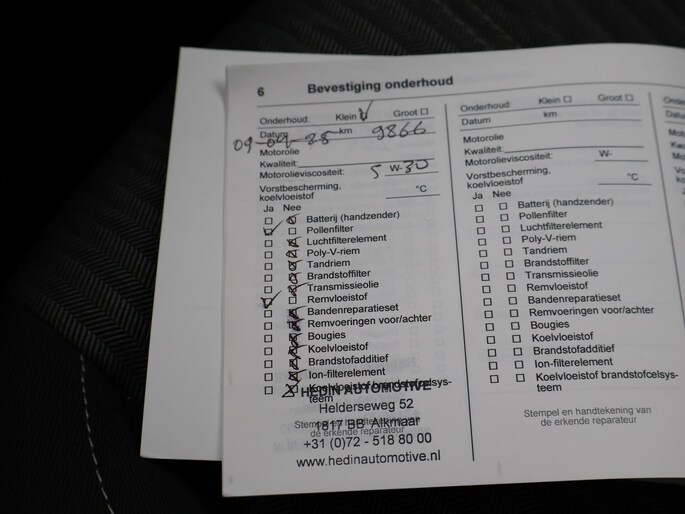 6 Bevestiging onderhoud
Onderhoud: Klein Groot
Datum km 9866
09-04-
Motorolie
Kwaliteit:
Motorolieviscositeit: 5 W-30
Vorstbescherming,
koelvloeistof °C
Ja Nee
Batterij (handzender)
Pollenfilter
Luchtfilterelement
Poly-V-riem
Tandriem
Brandstoffilter
Transmissieolie
Remvloeistof
Bandenreparatieset
Remvoeringen voor/achter
Bougies
Koelvloeistof
Brandstofadditief
Ion-filterelement
Koelvloeistof brandstofcelsys-
teem
HEDIN AUTOMOTIVE
Helderseweg 52
Stempel en handtekening van
1817 BB Alkmaar
de erkende reparateur
+31 (0)72 - 518 80 00
www.hedinautomotive.nl
Onderhoud: Klein Groot
Datum km
Motorolie
Kwaliteit:
Motorolieviscositeit: W-
Vorstbescherming,
koelvloeistof °C
Ja Nee
Batterij (handzender)
Pollenfilter
Luchtfilterelement
Poly-V-riem
Tandriem
Brandstoffilter
Transmissieolie
Remvloeistof
Bandenreparatieset
Remvoeringen voor/achter
Bougies
Koelvloeistof
Brandstofadditief
Ion-filterelement
Koelvloeistof brandstofcelsys-
teem
Stempel en handtekening van
de erkende reparateur